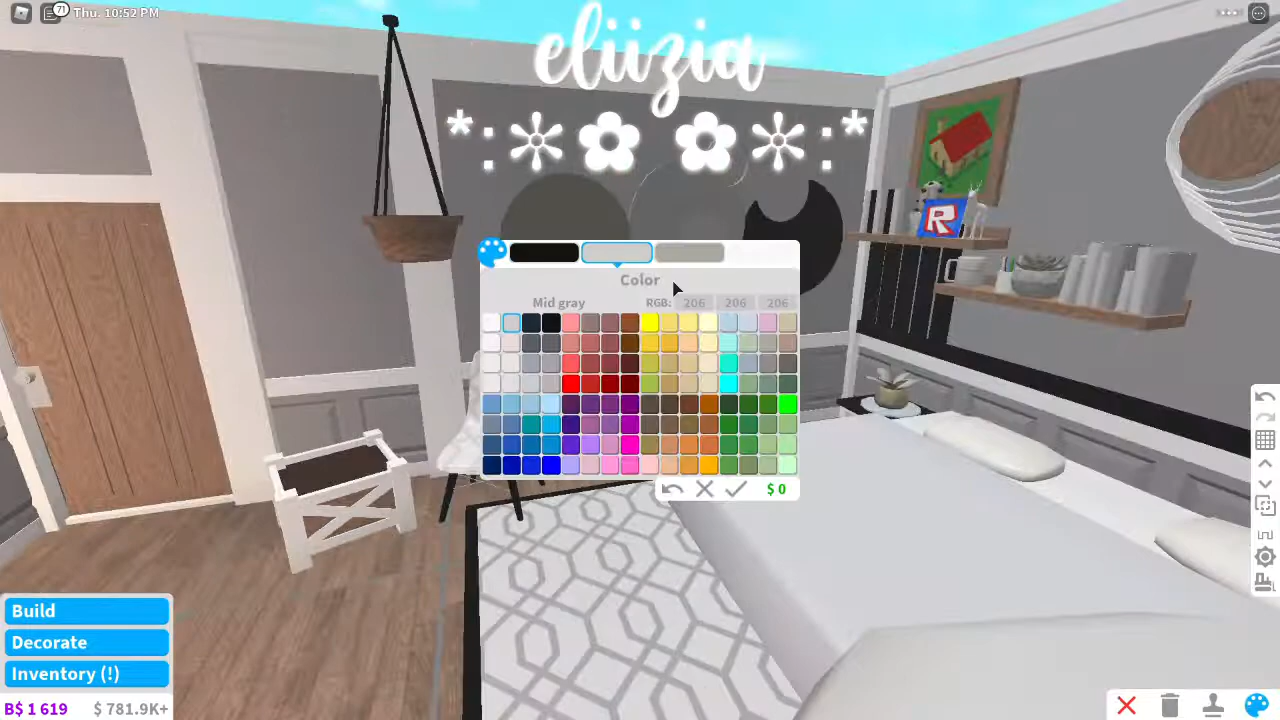 71
Thu. 10:52 PM
eliizia
*:✼✿ ✿✼:*
R
Color
Mid gray RGB: 206 206 206
$ 0
Build
Decorate
Inventory (!)
B$ 1 619 $ 781.9K+